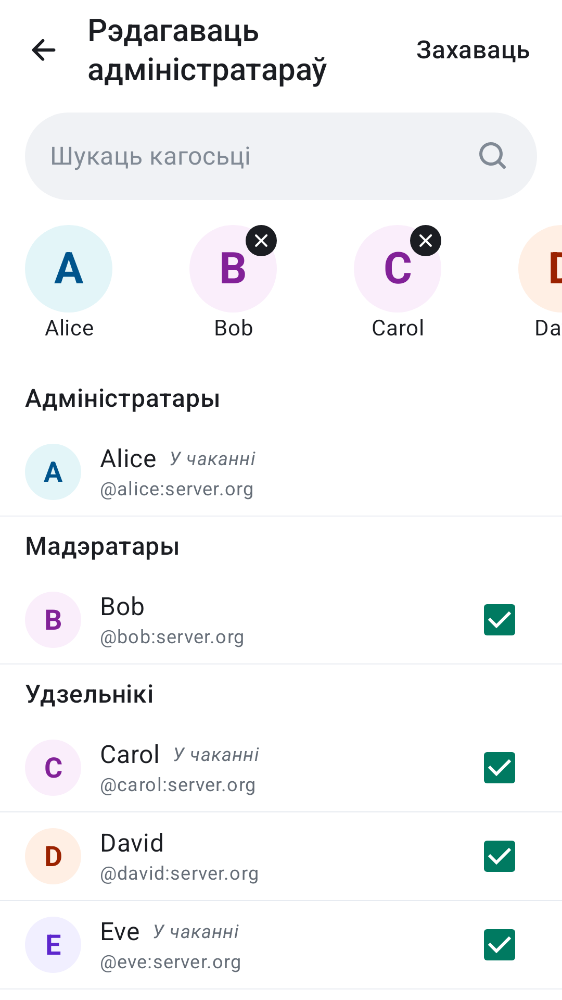 Рэдагаваць
адміністратараў
Захаваць
Шукаць кагосьці
A
B
C
Alice
Bob
Carol
Da
Адміністратары
A
Alice У чаканні
@alice:server.org
Мадэратары
B
Bob
@bob:server.org
Удзельнікі
C
Carol У чаканні
@carol:server.org
D
David
@david:server.org
E
Eve У чаканні
@eve:server.org